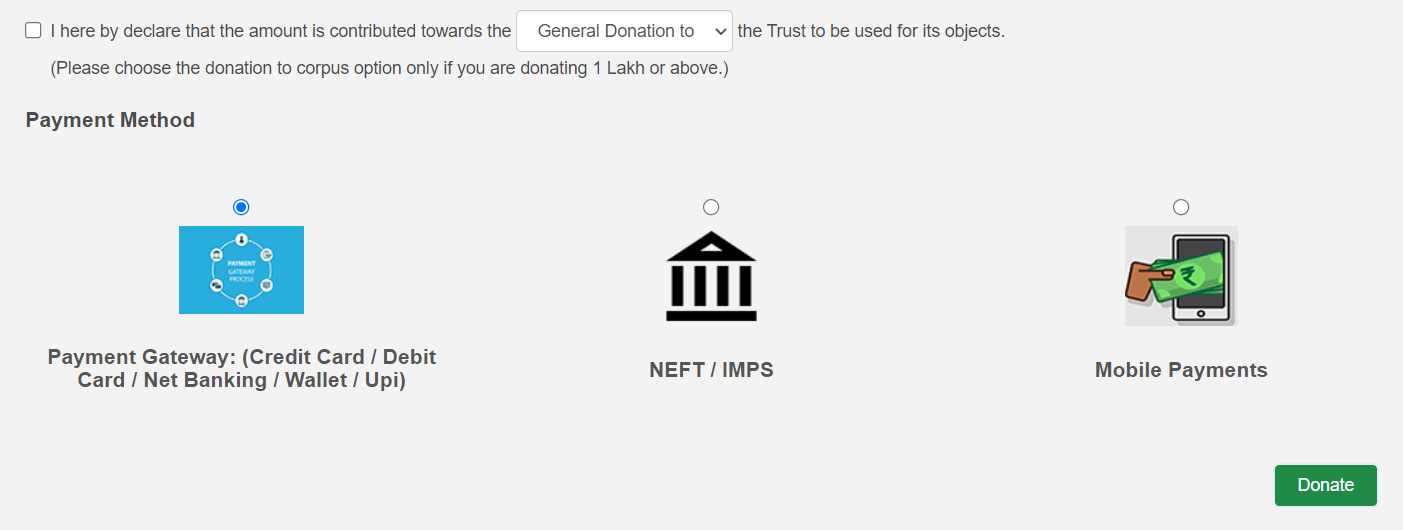 I here by declare that the amount is contributed towards the General Donation to the Trust to be used for its objects.
(Please choose the donation to corpus option only if you are donating 1 Lakh or above.)
Payment Method
PAYMENT
GATEWAY
PROCESS
₹
Payment Gateway: (Credit Card / Debit
Card / Net Banking / Wallet / Upi)
NEFT / IMPS
Mobile Payments
Donate